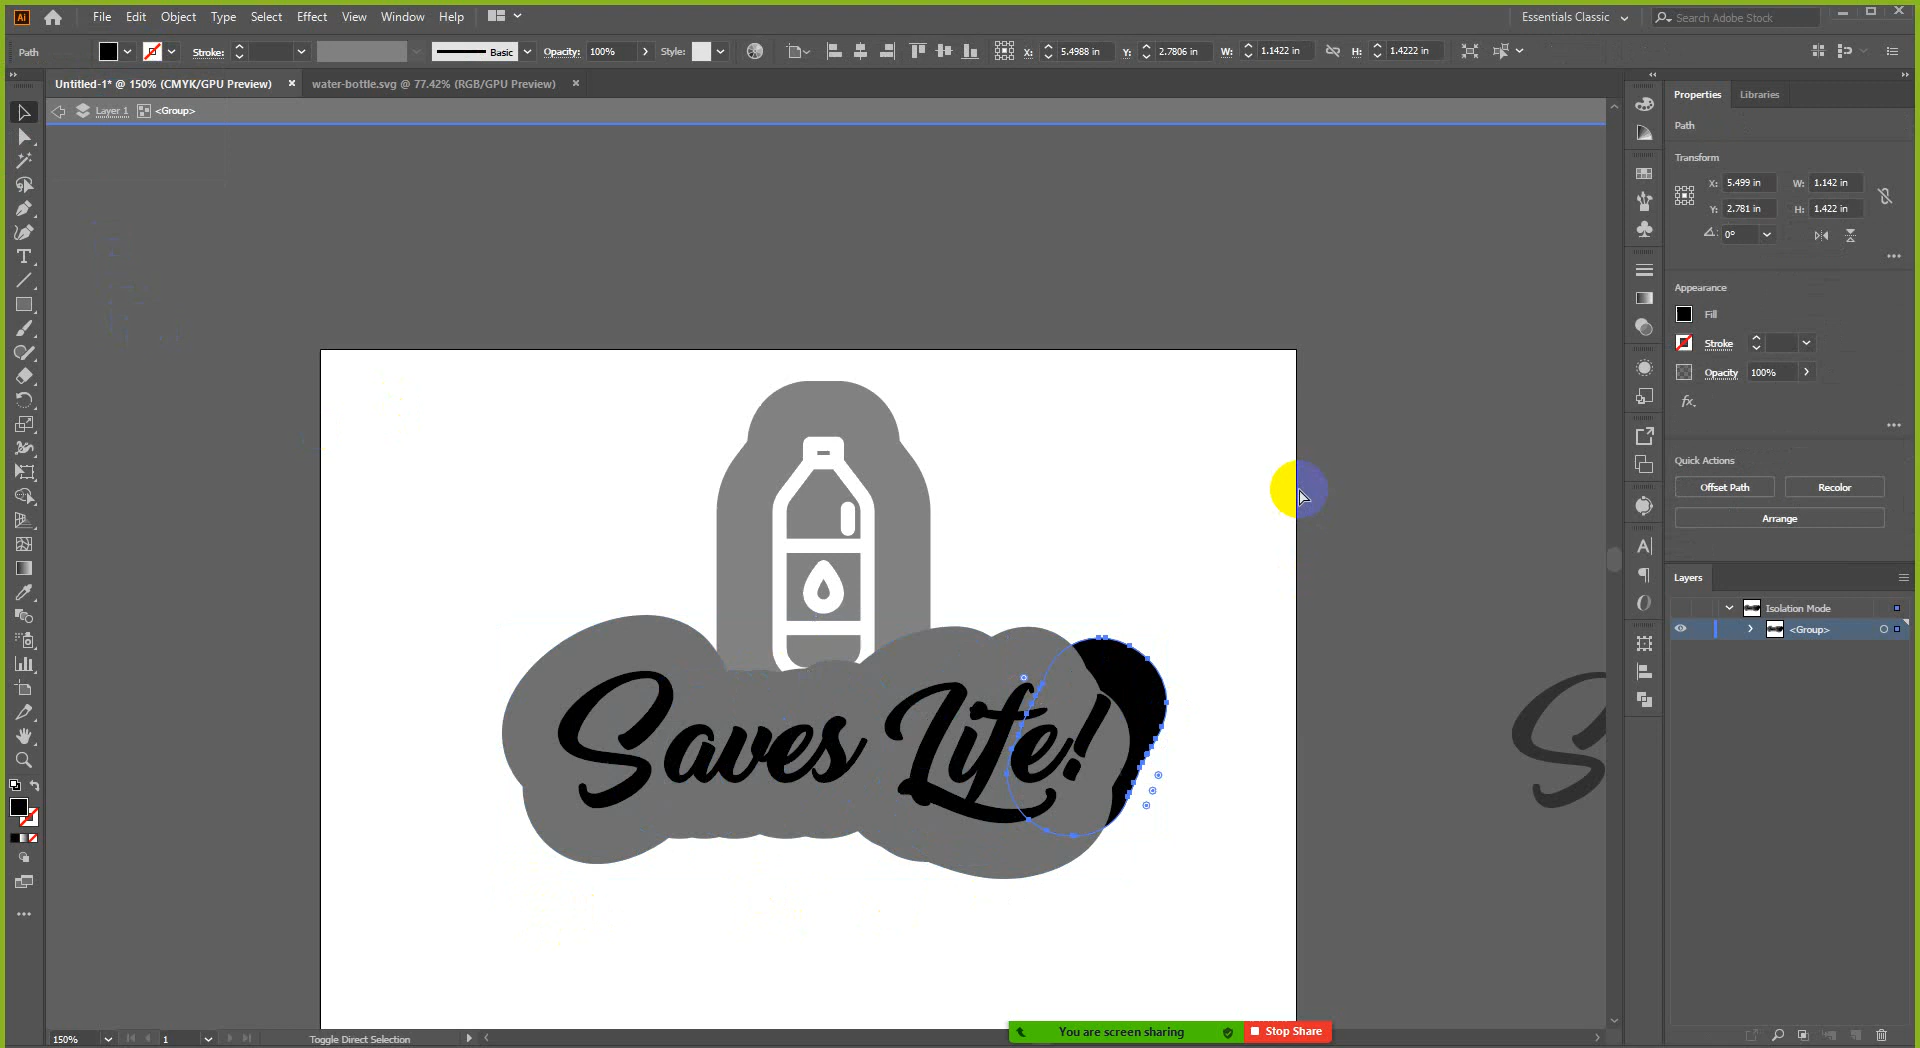 Ai File Edit Object Type Select Effect View Window Help Essentials Classic Search Adobe Stock
Path Stroke: Basic Opacity: 100% Style: X: 5.4988 in Y: 2.7806 in W: 1.1422 in H: 1.4222 in
Untitled-1* @ 150% (CMYK/GPU Preview) × water-bottle.svg @ 77.42% (RGB/GPU Preview) ×
Layer 1 <Group>
Properties Libraries
Path
Transform
X: 5.499 in W: 1.142 in
Y: 2.781 in H: 1.422 in
0°
Appearance
Fill
Stroke
Opacity 100%
fx.
Quick Actions
Offset Path Recolor
Arrange
Layers
Isolation Mode
<Group>
Saves Life!
S
150% 1 Toggle Direct Selection
You are screen sharing Stop Share